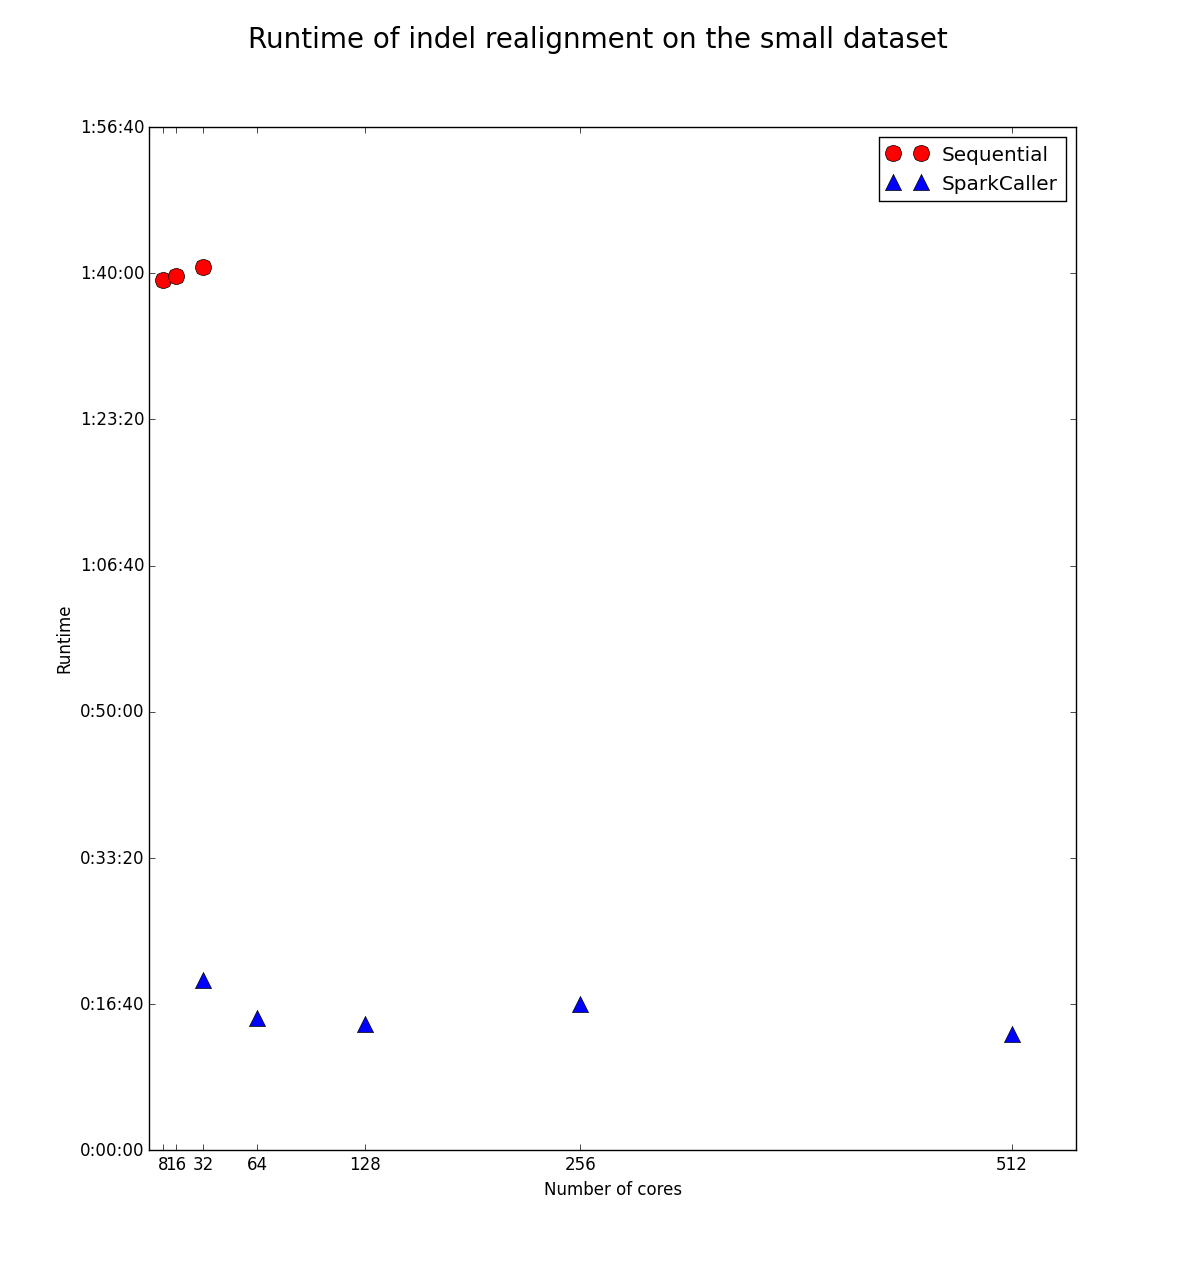 Runtime of indel realignment on the small dataset
1:56:40
Sequential
SparkCaller
1:40:00
1:23:20
1:06:40
Runtime
0:50:00
0:33:20
0:16:40
0:00:00
8 16 32 64 128 256 512
Number of cores